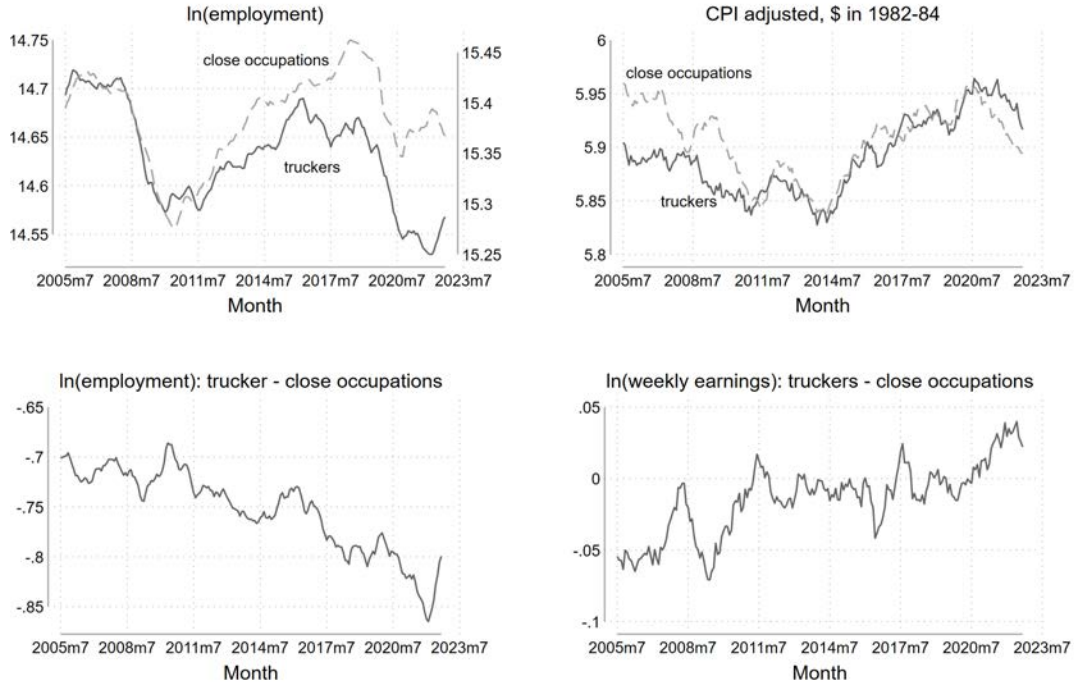 ln(employment)
14.75
14.7
14.65
14.6
14.55
15.45
15.4
15.35
15.3
15.25
close occupations
truckers
2005m7 2008m7 2011m7 2014m7 2017m7 2020m7 2023m7
Month
CPI adjusted, $ in 1982-84
6
5.95
5.9
5.85
5.8
close occupations
truckers
2005m7 2008m7 2011m7 2014m7 2017m7 2020m7 2023m7
Month
ln(employment): trucker - close occupations
-.65
-.7
-.75
-.8
-.85
2005m7 2008m7 2011m7 2014m7 2017m7 2020m7 2023m7
Month
ln(weekly earnings): truckers - close occupations
.05
0
-.05
-.1
2005m7 2008m7 2011m7 2014m7 2017m7 2020m7 2023m7
Month